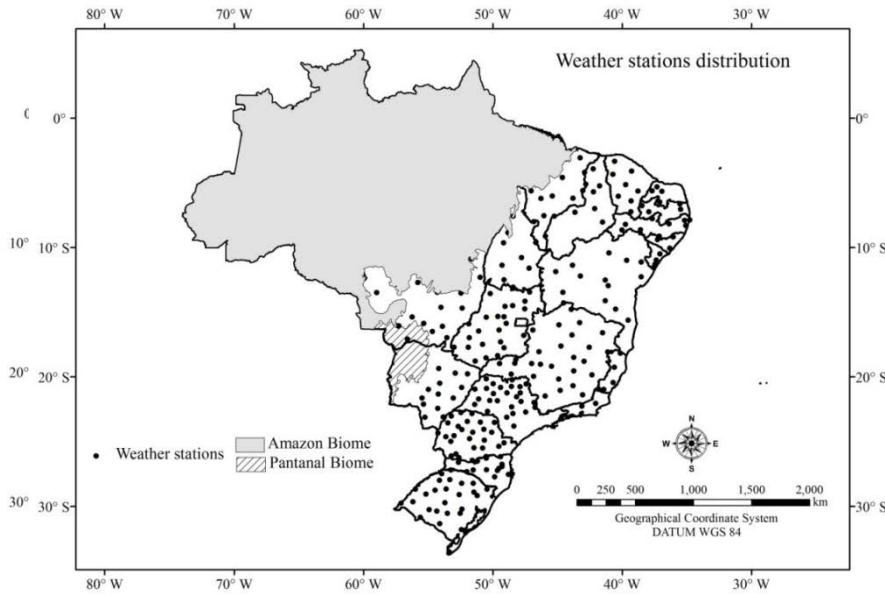 80° W 70° W 60° W 50° W 40° W 30° W
Weather stations distribution
0 0°
0°
10° S
10° S
20° S
20° S
30° S
30° S
Weather stations
Amazon Biome
Pantanal Biome
N
W E
S
0 250 500 1,000 1,500 2,000
km
Geographical Coordinate System
DATUM WGS 84
80° W 70° W 60° W 50° W 40° W 30° W